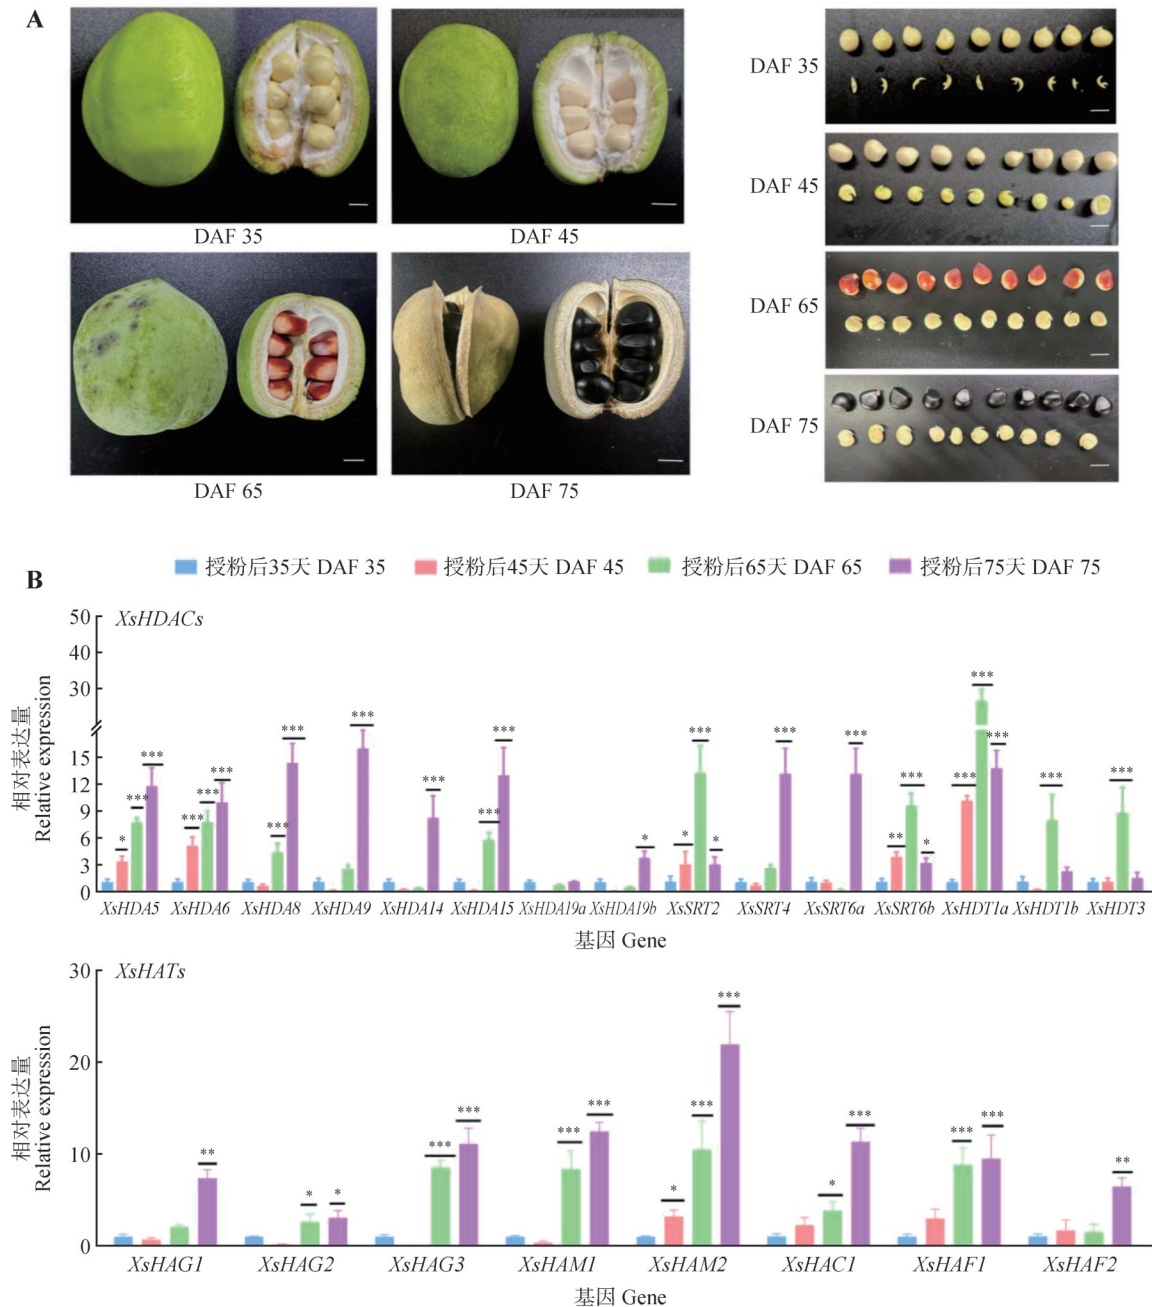 A
DAF 35
DAF 45
DAF 65
DAF 75
DAF 35
DAF 45
DAF 65
DAF 75
B
授粉后35天 DAF 35
授粉后45天 DAF 45
授粉后65天 DAF 65
授粉后75天 DAF 75
XsHDACs
相对表达量
Relative expression
50
40
30
15
12
9
6
3
0
* *** ***
*** *** ***
*** ***
***
***
*** ***
*
* *** *
***
***
** *** *
*** *** ***
***
***
XsHDA5 XsHDA6 XsHDA8 XsHDA9 XsHDA14 XsHDA15 XsHDA19a XsHDA19b XsSRT2 XsSRT4 XsSRT6a XsSRT6b XsHDT1a XsHDT1b XsHDT3
基因 Gene
XsHATs
相对表达量
Relative expression
30
20
10
0
**
* *
*** ***
*** ***
* *** ***
* ***
*** ***
**
XsHAG1 XsHAG2 XsHAG3 XsHAM1 XsHAM2 XsHAC1 XsHAF1 XsHAF2
基因 Gene